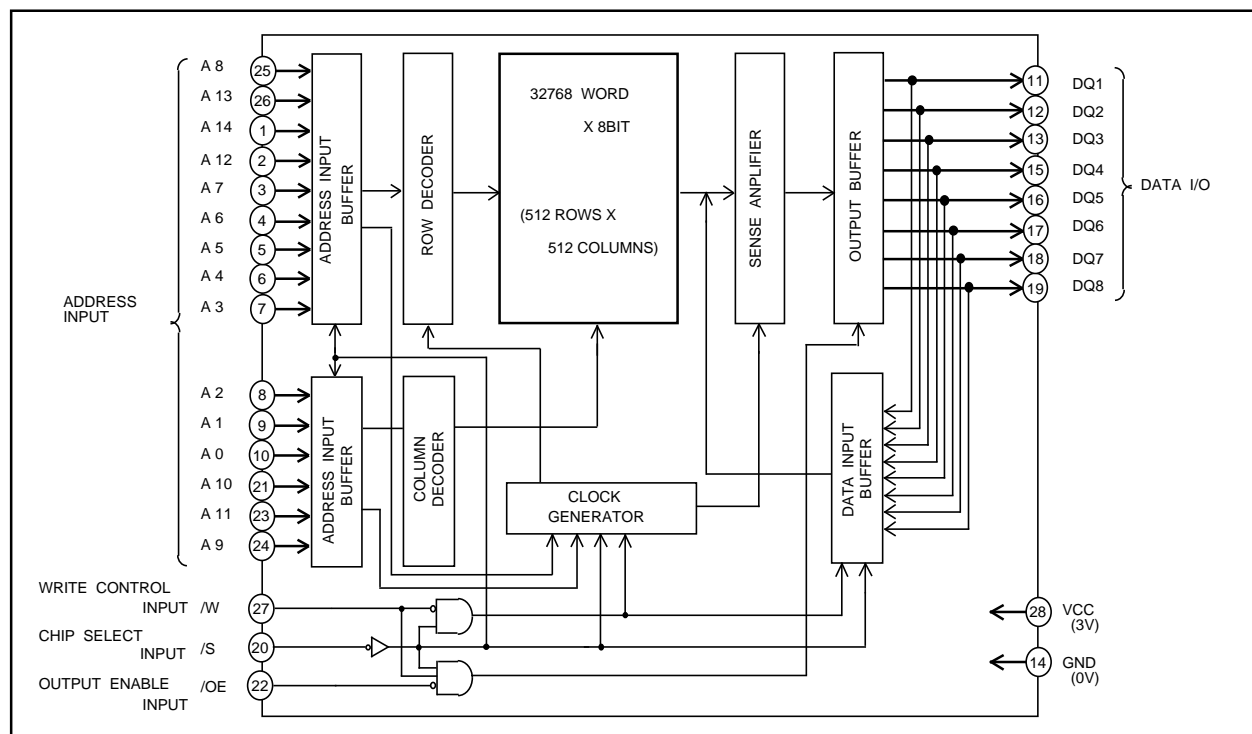 ADDRESS
INPUT
A 8
A 13
A 14
A 12
A 7
A 6
A 5
A 4
A 3
A 2
A 1
A 0
A 10
A 11
A 9
25
26
1
2
3
4
5
6
7
8
9
10
21
23
24
ADDRESS INPUT
BUFFER
ROW DECODER
32768 WORD
X 8BIT
(512 ROWS X
512 COLUMNS)
SENSE ANPLIFIER
OUTPUT BUFFER
11
12
13
15
16
17
18
19
DQ1
DQ2
DQ3
DQ4
DQ5
DQ6
DQ7
DQ8
DATA I/O
ADDRESS INPUT
BUFFER
COLUMN
DECODER
CLOCK
GENERATOR
DATA INPUT
BUFFER
WRITE CONTROL
INPUT /W
27
CHIP SELECT
INPUT /S
20
OUTPUT ENABLE /OE
INPUT
22
28
VCC
(3V)
14
GND
(0V)